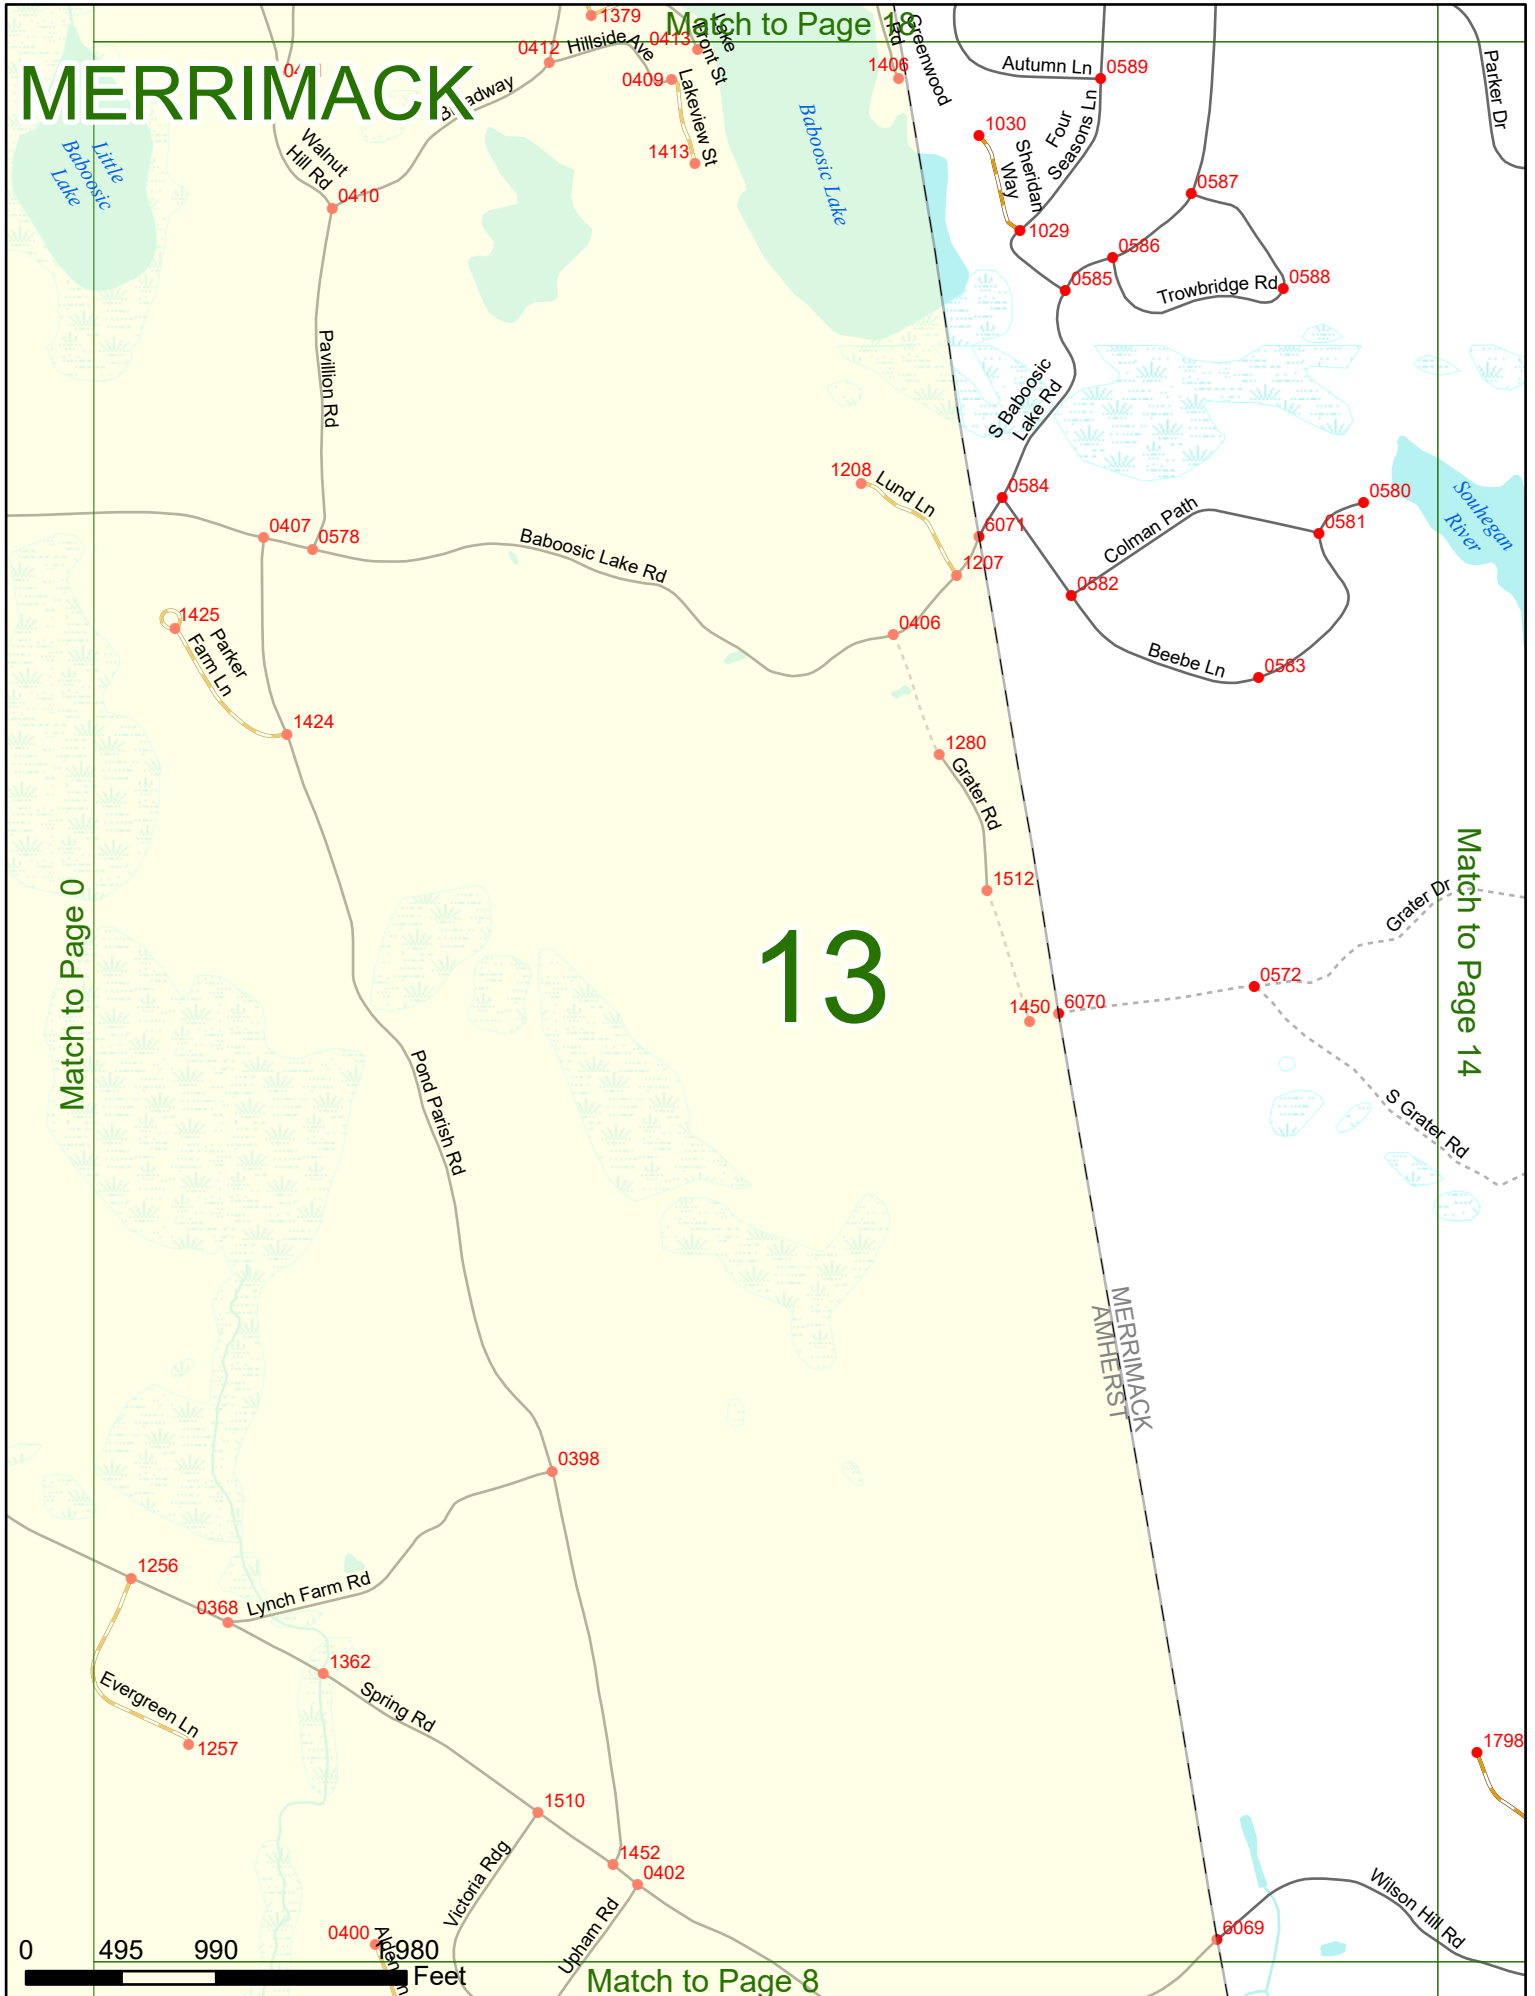 Match to Page 18
MERRIMACK
1379
0412
Hillside Ave
0413
Lake
Front St
0409
Lakeview St
1413
Rd
Greenwood
1406
Autumn Ln
0589
Parker Dr
Little
Baboosic
Lake
Walnut
Hill Rd
0410
Baboosic Lake
1030
Sheridan
Way
Four
Seasons Ln
1029
0587
0586
0585
Trowbridge Rd
0588
Pavillion Rd
S Baboosic
Lake Rd
1208
Lund Ln
0584
6071
1207
Colman Path
0580
0581
Souhegan
River
0407
0578
Baboosic Lake Rd
0582
0406
Beebe Ln
0583
1425
Parker
Farm Ln
1424
1280
Grater Rd
1512
Match to Page 0
13
Match to Page 14
Grater Dr
0572
1450
6070
Pond Parish Rd
S Grater Rd
MERRIMACK
AMHERST
0398
1256
0368
Lynch Farm Rd
1362
Spring Rd
Evergreen Ln
1257
1798
1510
1452
0402
Victoria Rdg
Upham Rd
Wilson Hill Rd
6069
0400
0
495
990
1980
Feet
Match to Page 8